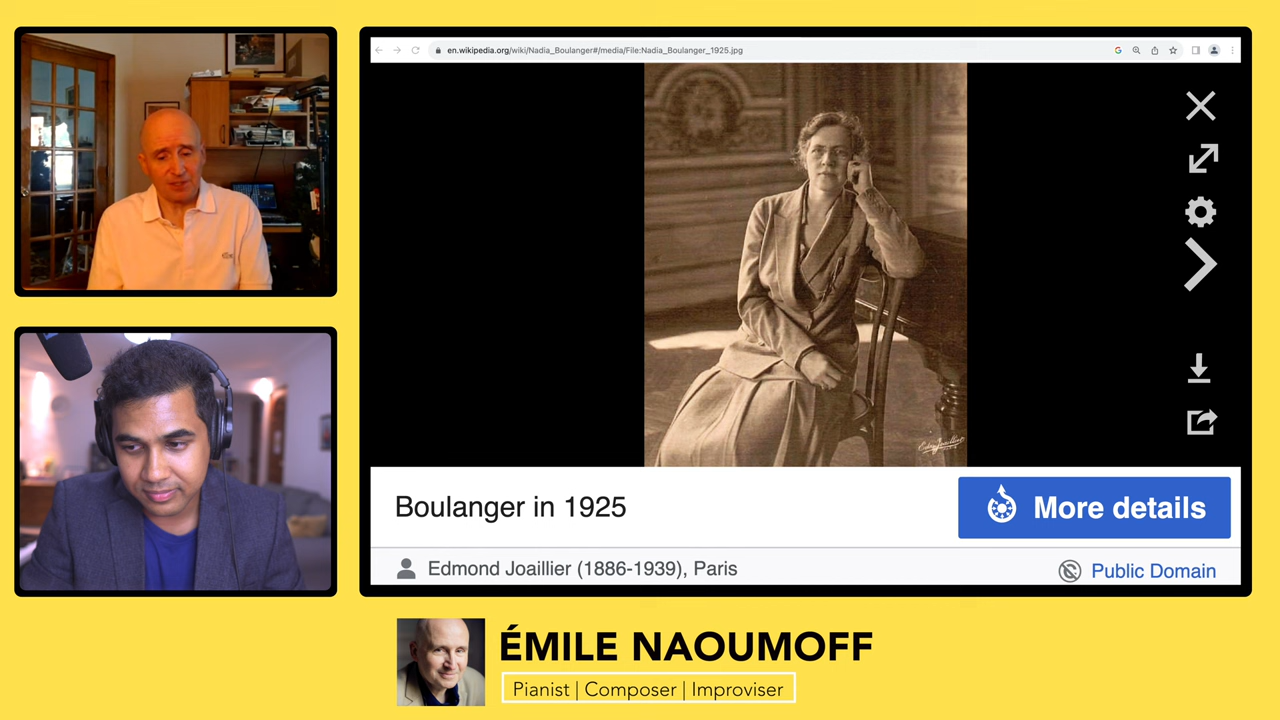 en.wikipedia.org/wiki/Nadia_Boulanger#/media/File:Nadia_Boulanger_1925.jpg
Boulanger in 1925
More details
Edmond Joaillier (1886-1939), Paris
Public Domain
ÉMILE NAOUMOFF
Pianist | Composer | Improviser